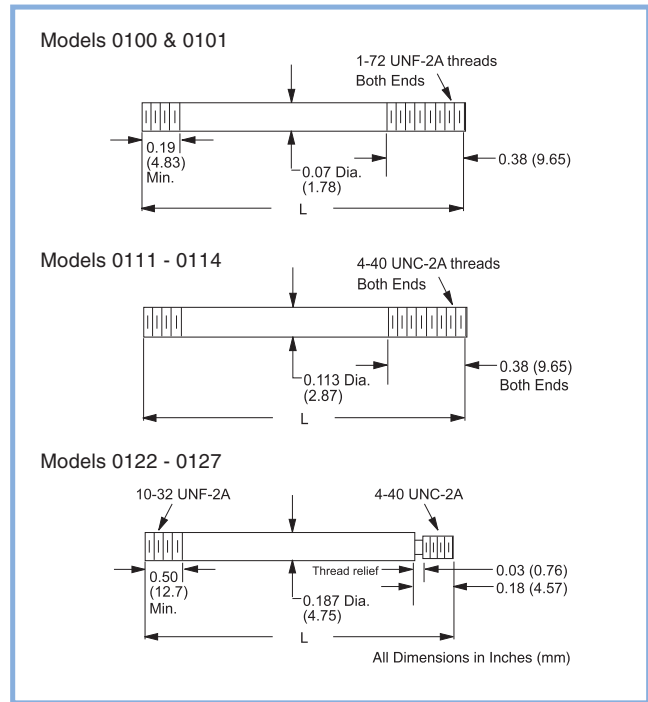 Models 0100 & 0101
1-72 UNF-2A threads
Both Ends
0.19
(4.83)
Min.
0.07 Dia.
(1.78)
0.38 (9.65)
L
Models 0111 - 0114
4-40 UNC-2A threads
Both Ends
0.113 Dia.
(2.87)
0.38 (9.65)
Both Ends
L
Models 0122 - 0127
10-32 UNF-2A
4-40 UNC-2A
0.50
(12.7)
Min.
Thread relief
0.03 (0.76)
0.18 (4.57)
0.187 Dia.
(4.75)
L
All Dimensions in Inches (mm)